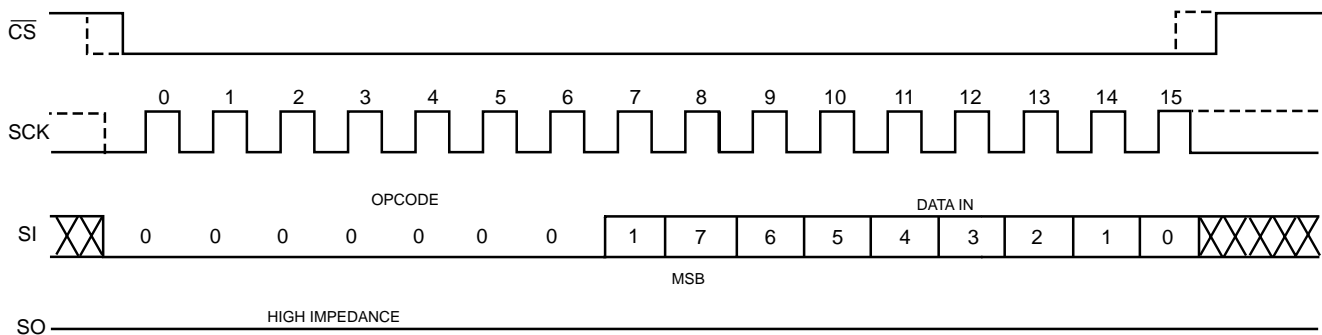 CS
0 1 2 3 4 5 6 7 8 9 10 11 12 13 14 15
SCK
OPCODE DATA IN
SI 0 0 0 0 0 0 0 1 7 6 5 4 3 2 1 0
MSB
HIGH IMPEDANCE
SO